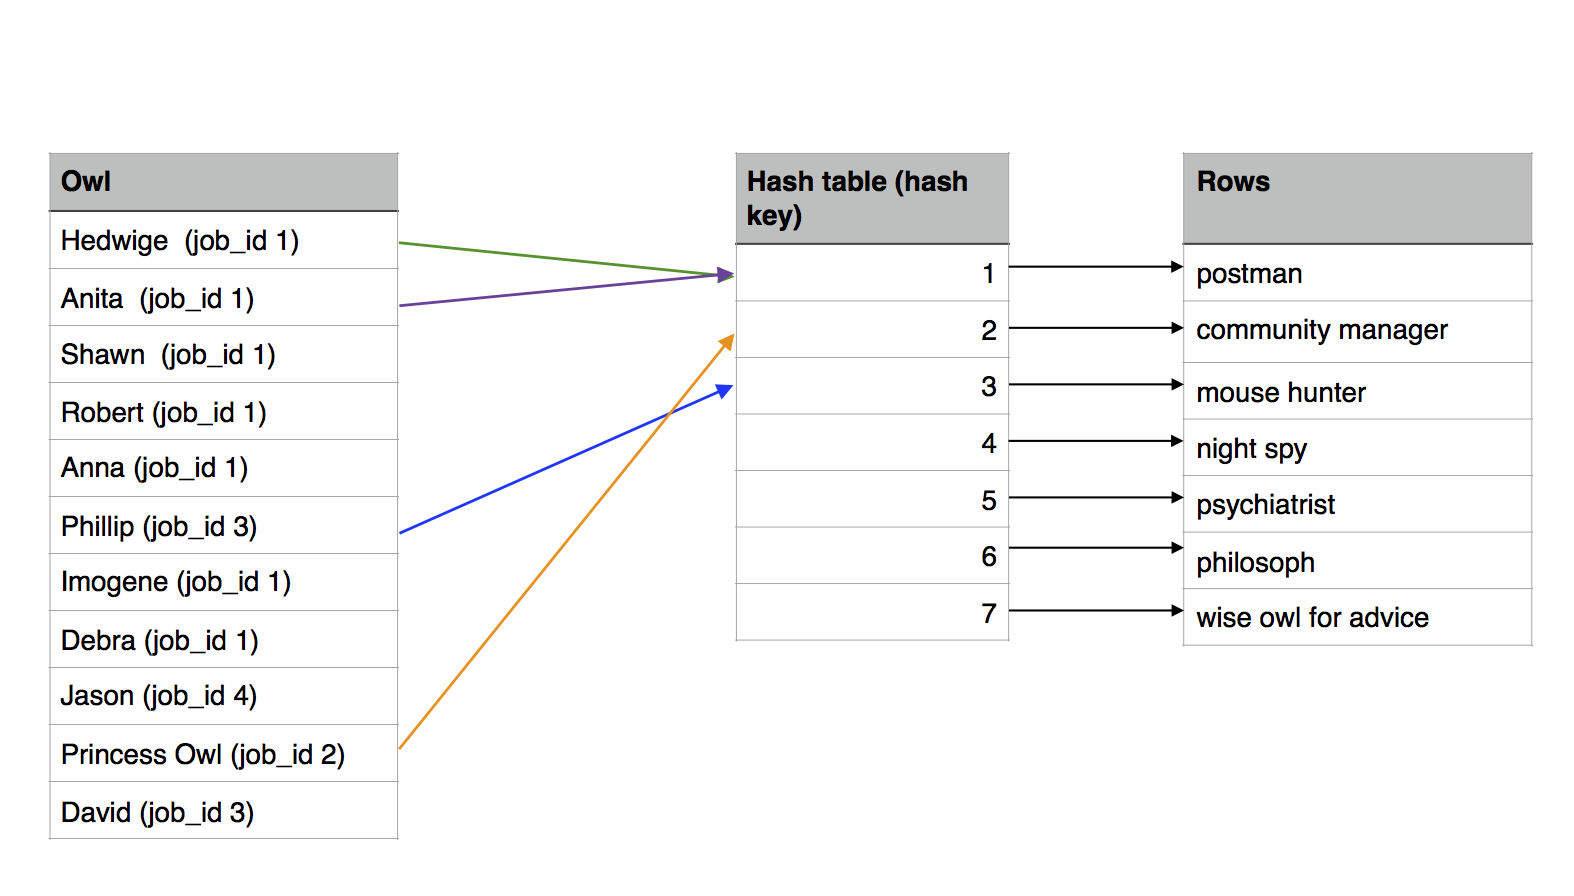 Owl
Hedwige (job_id 1)
Anita (job_id 1)
Shawn (job_id 1)
Robert (job_id 1)
Anna (job_id 1)
Phillip (job_id 3)
Imogene (job_id 1)
Debra (job_id 1)
Jason (job_id 4)
Princess Owl (job_id 2)
David (job_id 3)
Hash table (hash
key)
1
2
3
4
5
6
7
Rows
postman
community manager
mouse hunter
night spy
psychiatrist
philosoph
wise owl for advice